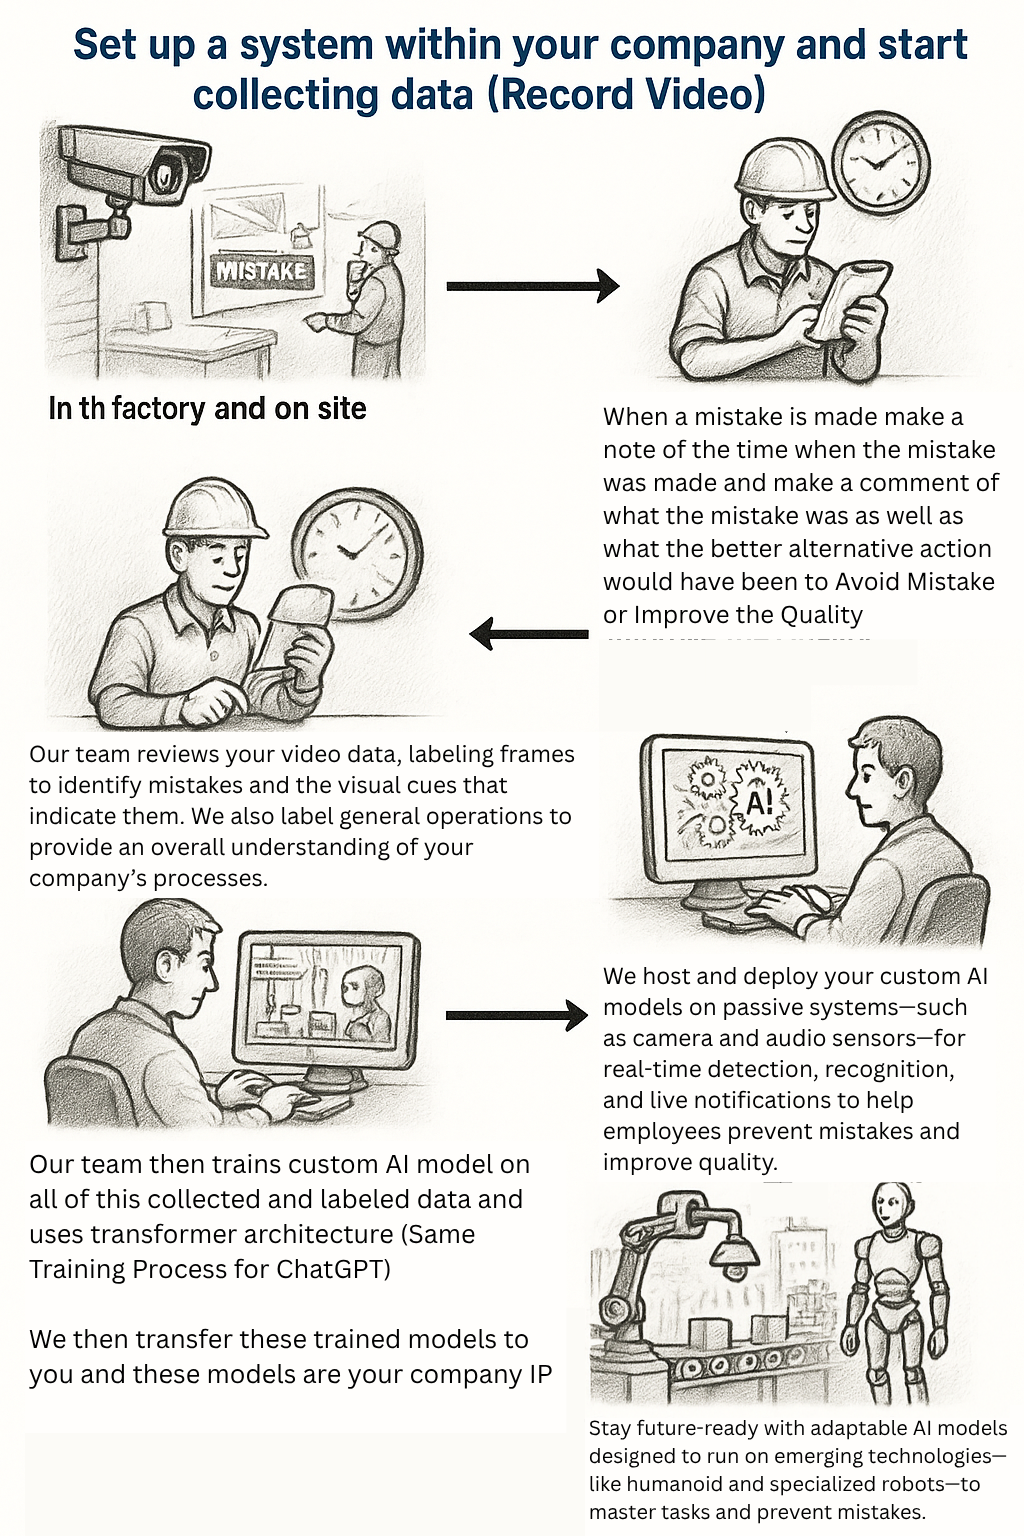 Set up a system within your company and start
collecting data (Record Video)
MISTAKE
In th factory and on site
When a mistake is made make a
note of the time when the mistake
was made and make a comment of
what the mistake was as well as
what the better alternative action
would have been to Avoid Mistake
or Improve the Quality
Our team reviews your video data, labeling frames
to identify mistakes and the visual cues that
indicate them. We also label general operations to
provide an overall understanding of your
company’s processes.
Our team then trains custom AI model on
all of this collected and labeled data and
uses transformer architecture (Same
Training Process for ChatGPT)
We then transfer these trained models to
you and these models are your company IP
A!
We host and deploy your custom AI
models on passive systems—such
as camera and audio sensors—for
real-time detection, recognition,
and live notifications to help
employees prevent mistakes and
improve quality.
Stay future-ready with adaptable AI models
designed to run on emerging technologies—
like humanoid and specialized robots—to
master tasks and prevent mistakes.